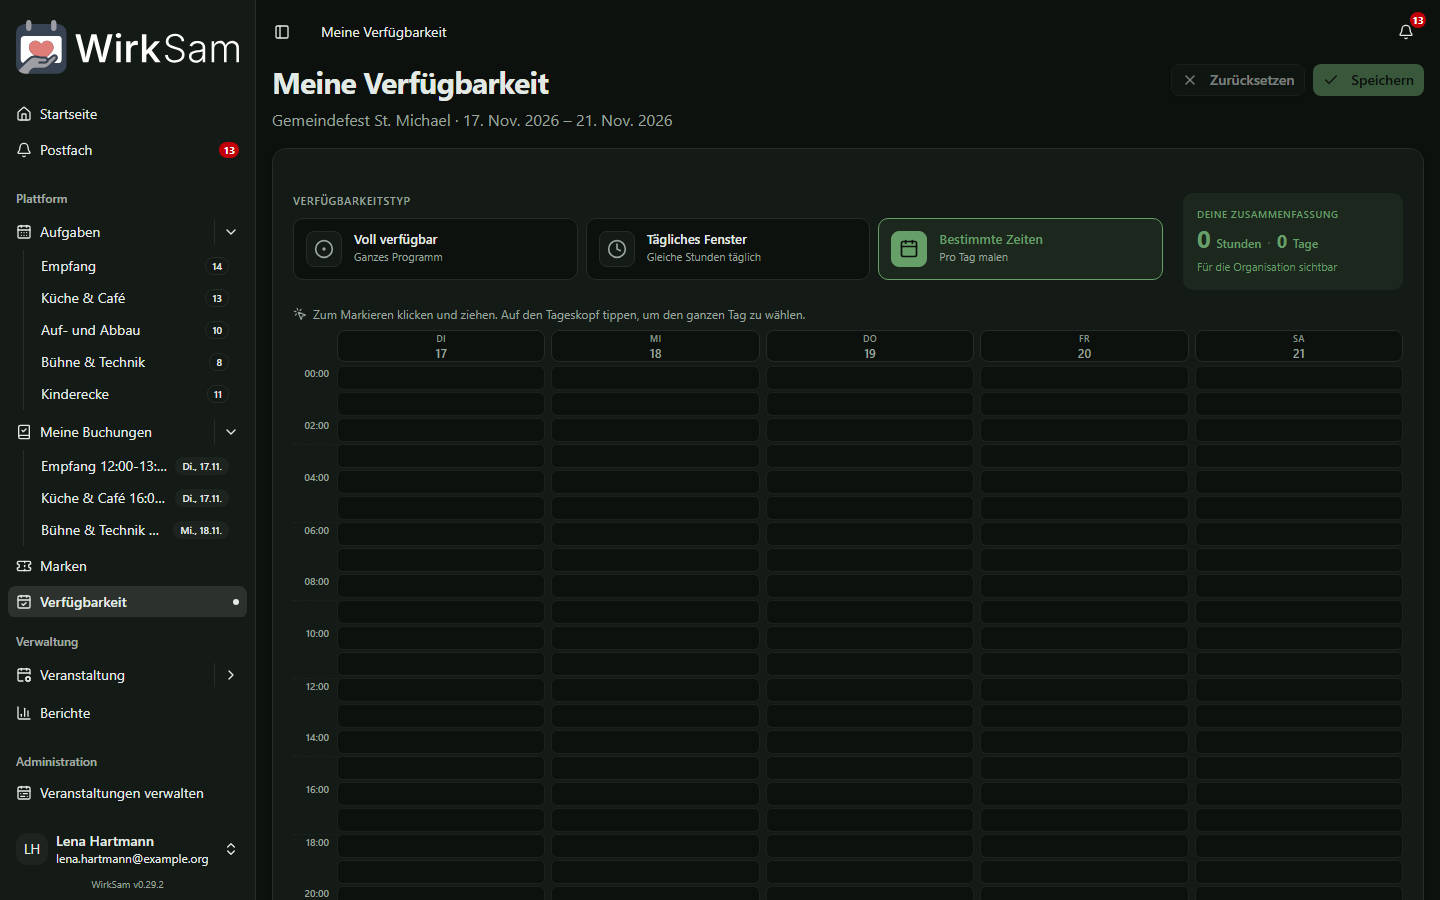 WirkSam
Startseite
Postfach 13
Plattform
Aufgaben
Empfang 14
Küche & Café 13
Auf- und Abbau 10
Bühne & Technik 8
Kinderecke 11
Meine Buchungen
Empfang 12:00-13:... Di., 17.11.
Küche & Café 16:0... Di., 17.11.
Bühne & Technik ... Mi., 18.11.
Marken
Verfügbarkeit
Verwaltung
Veranstaltung
Berichte
Administration
Veranstaltungen verwalten
LH
Lena Hartmann
lena.hartmann@example.org
WirkSam v0.29.2
Meine Verfügbarkeit
13
Meine Verfügbarkeit
Zurücksetzen
Speichern
Gemeindefest St. Michael · 17. Nov. 2026 – 21. Nov. 2026
VERFÜGBARKEITSTYP
Voll verfügbar
Ganzes Programm
Tägliches Fenster
Gleiche Stunden täglich
Bestimmte Zeiten
Pro Tag malen
DEINE ZUSAMMENFASSUNG
0 Stunden · 0 Tage
Für die Organisation sichtbar
Zum Markieren klicken und ziehen. Auf den Tageskopf tippen, um den ganzen Tag zu wählen.
DI
17
MI
18
DO
19
FR
20
SA
21
00:00
02:00
04:00
06:00
08:00
10:00
12:00
14:00
16:00
18:00
20:00